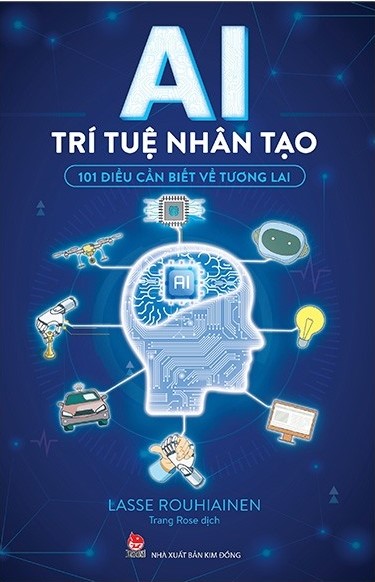 AI
TRÍ TUỆ NHÂN TẠO
101 ĐIỀU CẦN BIẾT VỀ TƯƠNG LAI
AI
LASSE ROUHIAINEN
Trang Rose dịch
NHÀ XUẤT BẢN KIM ĐỒNG